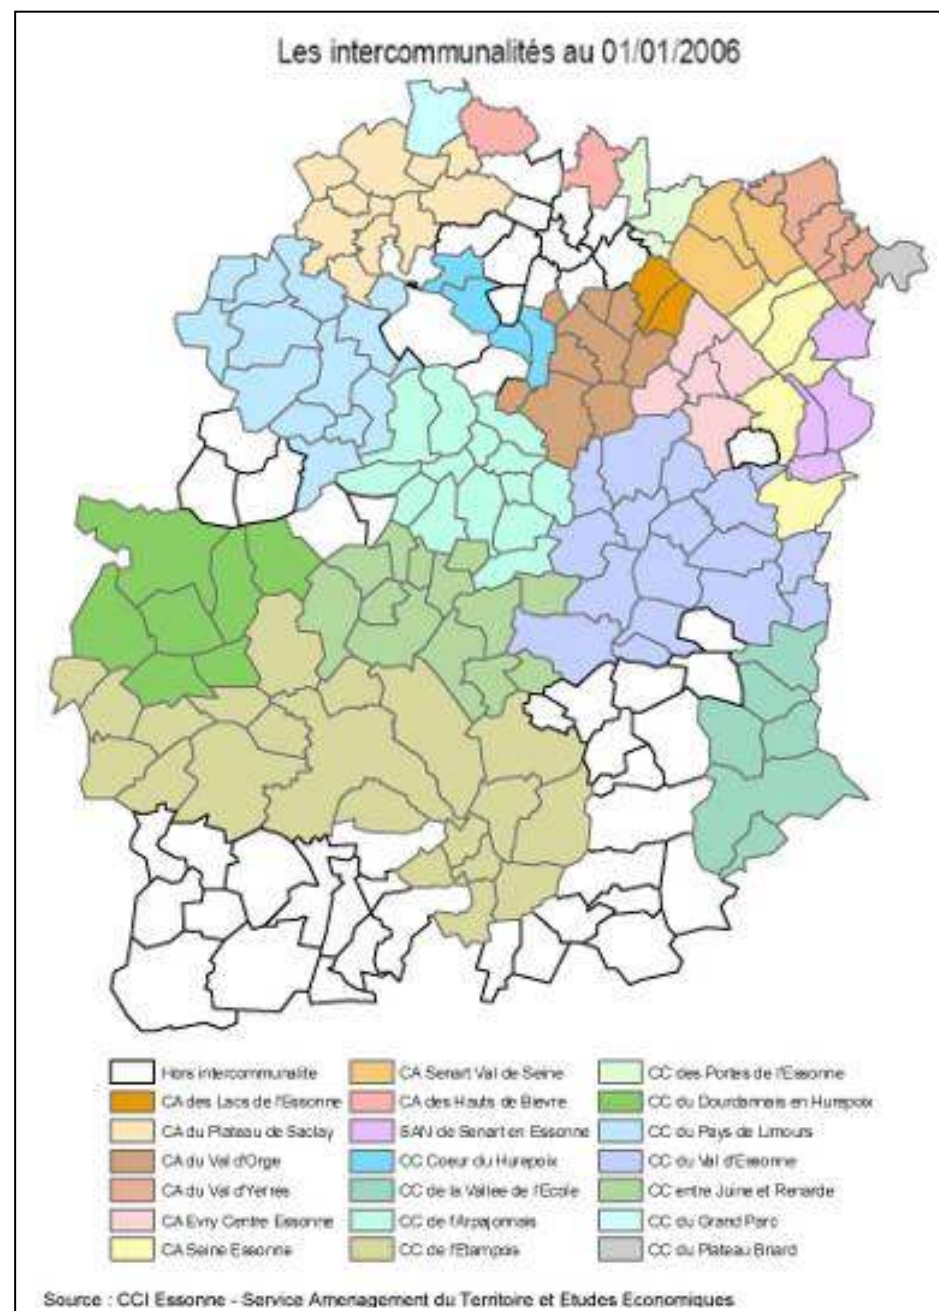 Les intercommunalités au 01/01/2006
Hors intercommunalite
CA des Lacs de l'Essonne
CA du Plateau de Saclay
CA du Val d'Orge
CA du Val d'Yerres
CA Evry Centre Essonne
CA Seine Essonne
CA Senart Val de Seine
CA des Hauts de Bievre
SAN de Senart en Essonne
CC Coeur du Hurepoix
CC de la Vallee de l'Ecole
CC de l'Arpajonnais
CC de l'Etampois
CC des Portes de l'Essonne
CC du Dourdannais en Hurepoix
CC du Pays de Limours
CC du Val d'Essonne
CC entre Juine et Renarde
CC du Grand Parc
CC du Plateau Briard
Source : CCI Essonne - Service Amenagement du Territoire et Etudes Economiques